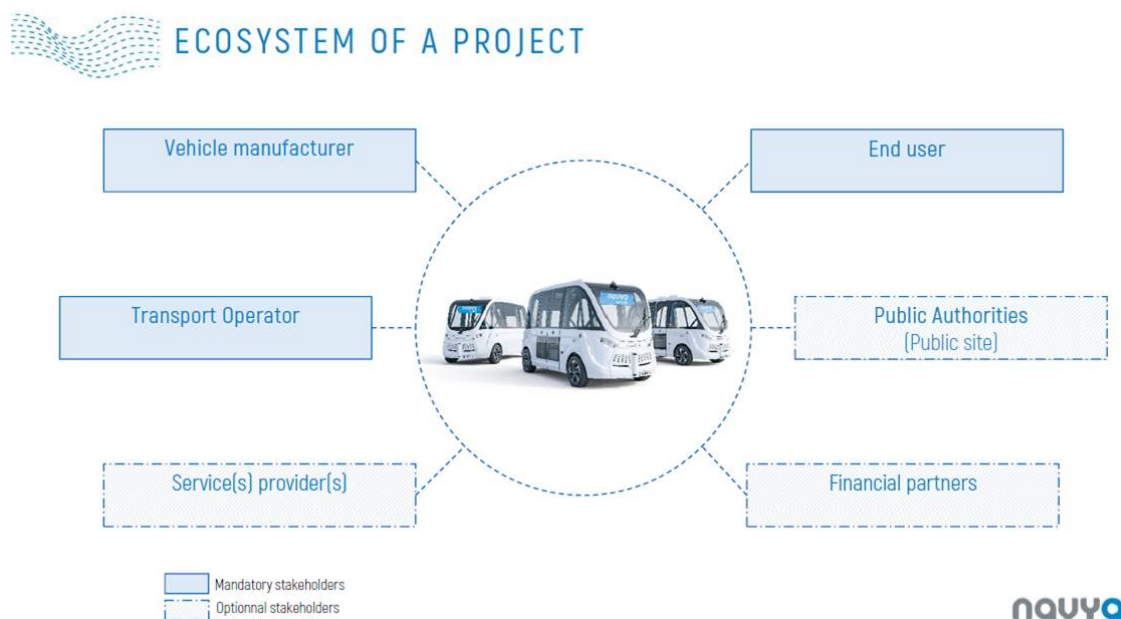 ECOSYSTEM OF A PROJECT
Vehicle manufacturer
End user
Transport Operator
Public Authorities
(Public site)
Service(s) provider(s)
Financial partners
Mandatory stakeholders
Optionnal stakeholders
navya